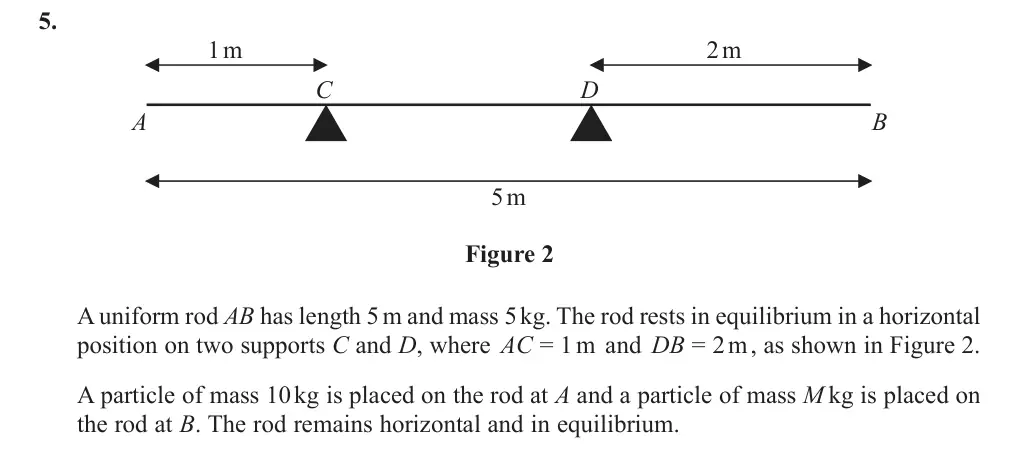 5.
1 m 2 m
C D
A B
5 m
Figure 2
A uniform rod AB has length 5 m and mass 5 kg. The rod rests in equilibrium in a horizontal
position on two supports C and D, where AC = 1 m and DB = 2 m, as shown in Figure 2.
A particle of mass 10 kg is placed on the rod at A and a particle of mass M kg is placed on
the rod at B. The rod remains horizontal and in equilibrium.